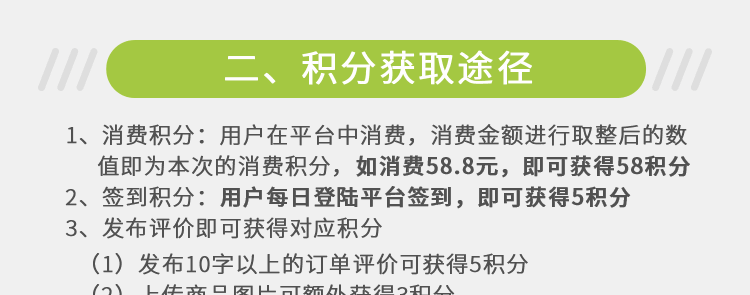 二、积分获取途径
1、消费积分：用户在平台中消费，消费金额进行取整后的数
值即为本次的消费积分，如消费58.8元，即可获得58积分
2、签到积分：用户每日登陆平台签到，即可获得5积分
3、发布评价即可获得对应积分
（1）发布10字以上的订单评价可获得5积分
（2）上传商品图片可额外获得3积分